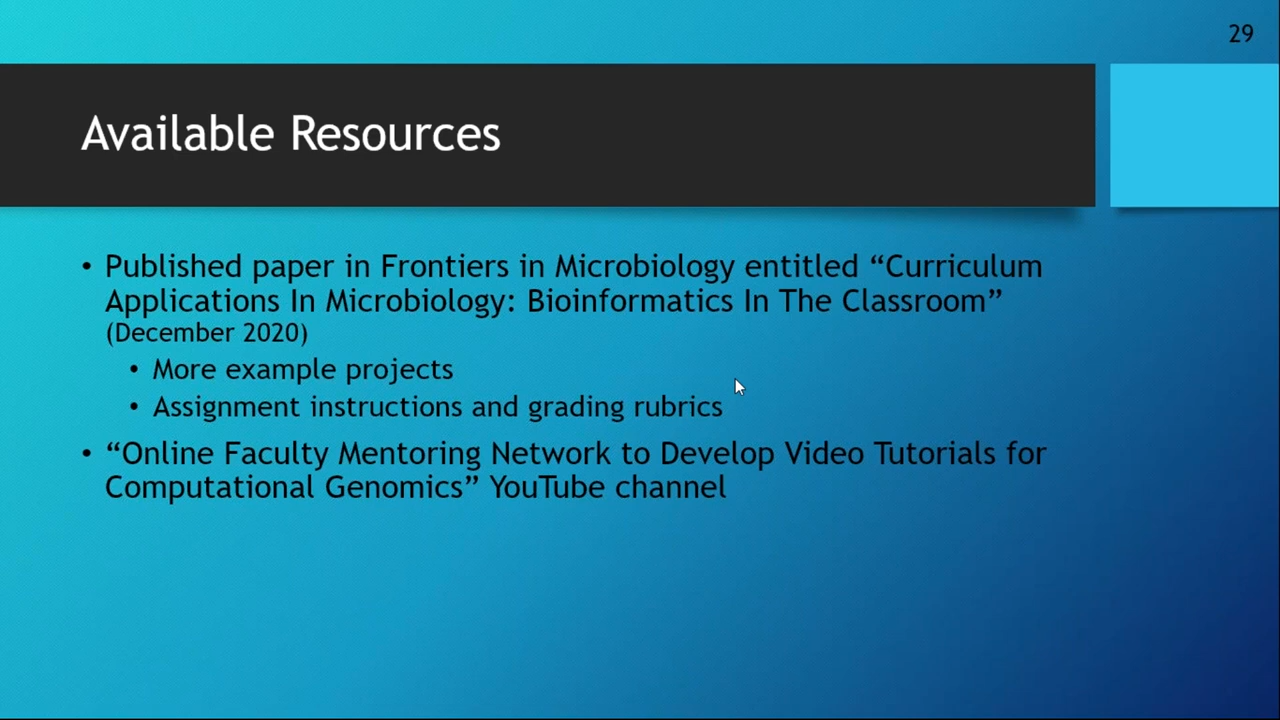 29
Available Resources
• Published paper in Frontiers in Microbiology entitled “Curriculum
Applications In Microbiology: Bioinformatics In The Classroom”
(December 2020)
• More example projects
• Assignment instructions and grading rubrics
• “Online Faculty Mentoring Network to Develop Video Tutorials for
Computational Genomics” YouTube channel